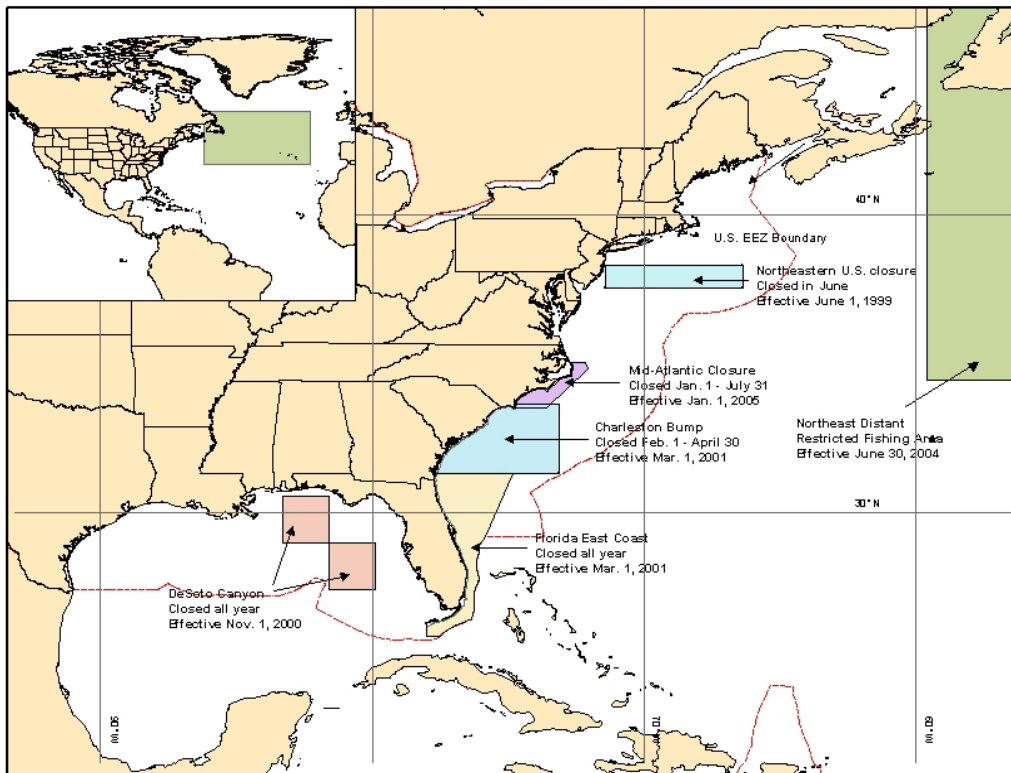 40° N
U.S. EEZ Boundary
Northeastern U.S. closure
Closed in June
Effective June 1, 1999
Mid-Atlantic Closure
Closed Jan. 1 - July 31
Effective Jan. 1, 2005
Charleston Bump
Closed Feb. 1 - April 30
Effective Mar. 1, 2001
Northeast Distant
Restricted Fishing Area
Effective June 30, 2004
30° N
Florida East Coast
Closed all year
Effective Mar. 1, 2001
DeSoto Canyon
Closed all year
Effective Nov. 1, 2000
90°
70°
60°